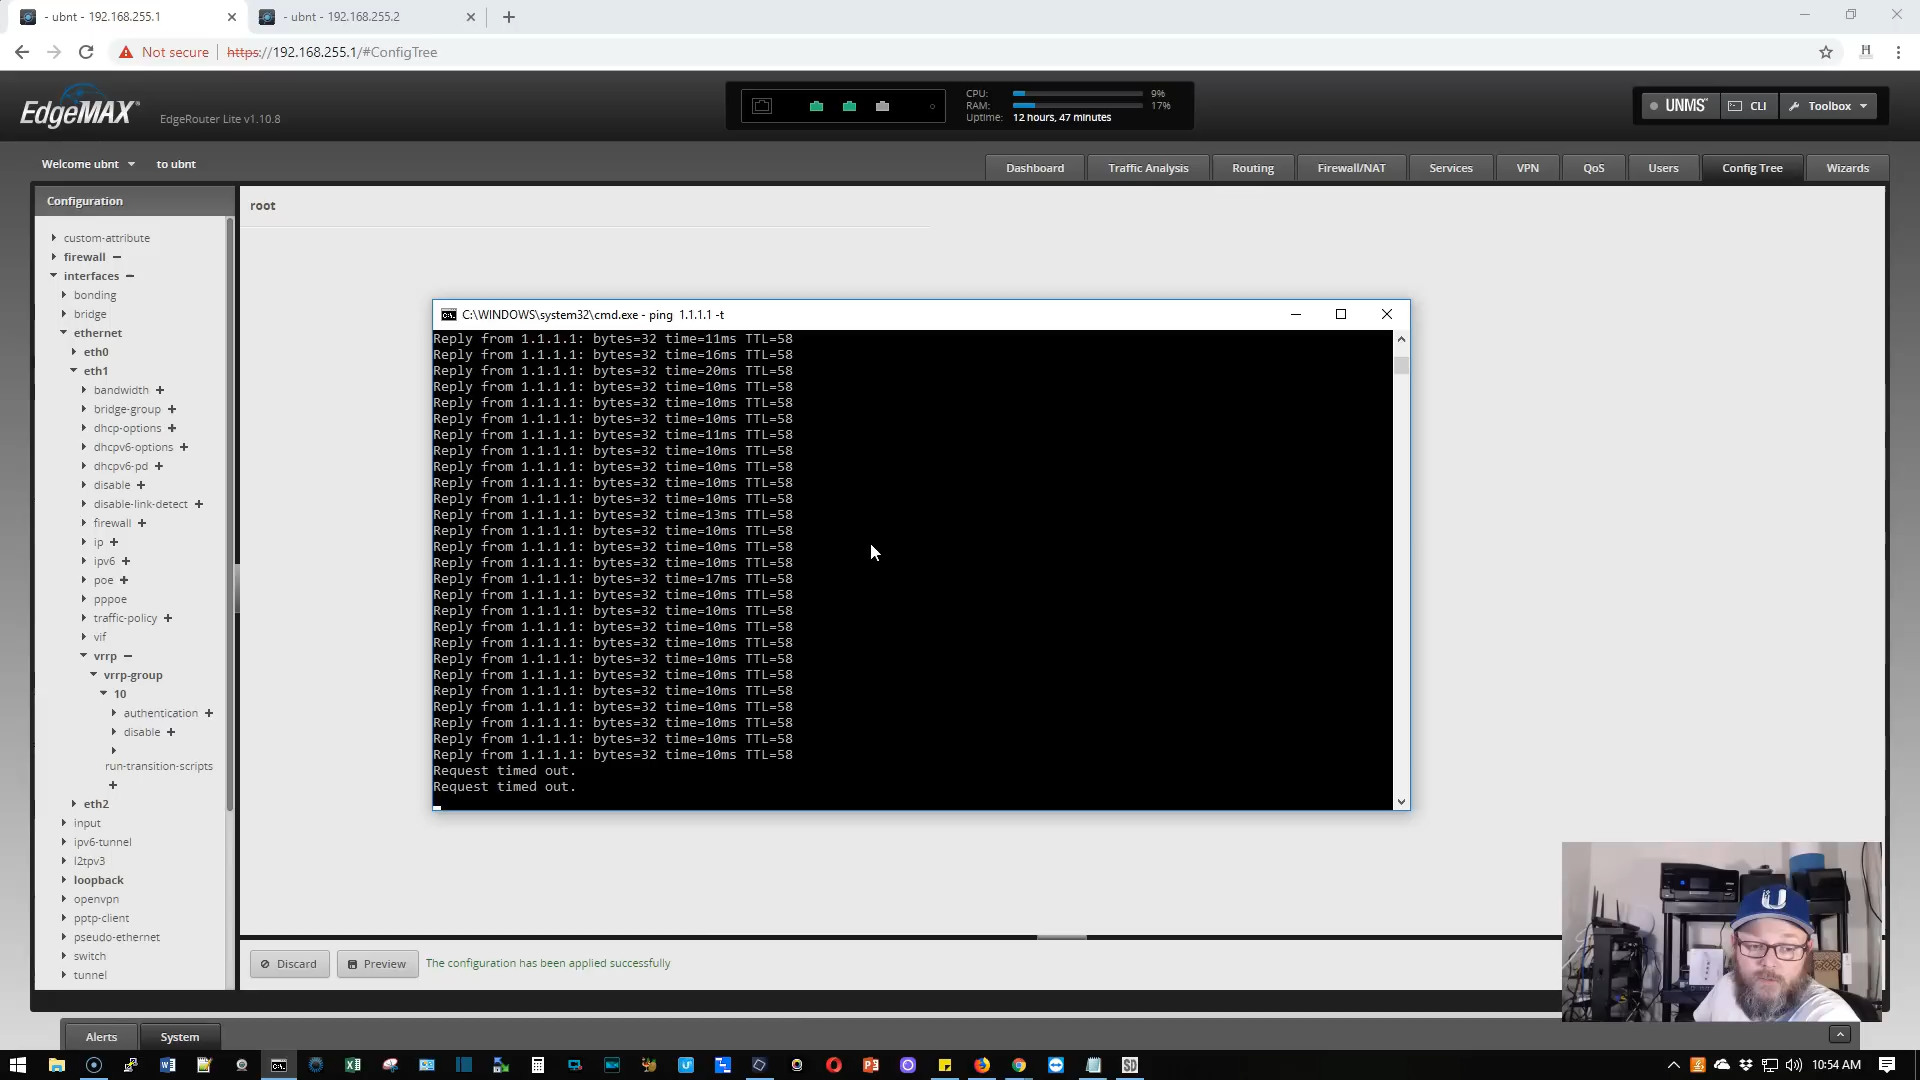 - ubnt - 192.168.255.1
- ubnt - 192.168.255.2
Not secure
https://192.168.255.1/#ConfigTree
EdgeMAX
EdgeRouter Lite v1.10.8
CPU: 9%
RAM: 17%
Uptime: 12 hours, 47 minutes
UNMS
CLI
Toolbox
Welcome ubnt
to ubnt
Dashboard
Traffic Analysis
Routing
Firewall/NAT
Services
VPN
QoS
Users
Config Tree
Wizards
Configuration
custom-attribute
firewall
interfaces
bonding
bridge
ethernet
eth0
eth1
bandwidth
bridge-group
dhcp-options
dhcpv6-options
dhcpv6-pd
disable
disable-link-detect
firewall
ip
ipv6
poe
pppoe
traffic-policy
vif
vrrp
vrrp-group
10
authentication
disable
run-transition-scripts
eth2
input
ipv6-tunnel
l2tpv3
loopback
openvpn
pptp-client
pseudo-ethernet
switch
tunnel
root
C:\WINDOWS\system32\cmd.exe - ping  1.1.1.1 -t
Reply from 1.1.1.1: bytes=32 time=11ms TTL=58
Reply from 1.1.1.1: bytes=32 time=16ms TTL=58
Reply from 1.1.1.1: bytes=32 time=20ms TTL=58
Reply from 1.1.1.1: bytes=32 time=10ms TTL=58
Reply from 1.1.1.1: bytes=32 time=10ms TTL=58
Reply from 1.1.1.1: bytes=32 time=10ms TTL=58
Reply from 1.1.1.1: bytes=32 time=11ms TTL=58
Reply from 1.1.1.1: bytes=32 time=10ms TTL=58
Reply from 1.1.1.1: bytes=32 time=10ms TTL=58
Reply from 1.1.1.1: bytes=32 time=10ms TTL=58
Reply from 1.1.1.1: bytes=32 time=10ms TTL=58
Reply from 1.1.1.1: bytes=32 time=13ms TTL=58
Reply from 1.1.1.1: bytes=32 time=10ms TTL=58
Reply from 1.1.1.1: bytes=32 time=10ms TTL=58
Reply from 1.1.1.1: bytes=32 time=10ms TTL=58
Reply from 1.1.1.1: bytes=32 time=17ms TTL=58
Reply from 1.1.1.1: bytes=32 time=10ms TTL=58
Reply from 1.1.1.1: bytes=32 time=10ms TTL=58
Reply from 1.1.1.1: bytes=32 time=10ms TTL=58
Reply from 1.1.1.1: bytes=32 time=10ms TTL=58
Reply from 1.1.1.1: bytes=32 time=10ms TTL=58
Reply from 1.1.1.1: bytes=32 time=10ms TTL=58
Reply from 1.1.1.1: bytes=32 time=10ms TTL=58
Reply from 1.1.1.1: bytes=32 time=10ms TTL=58
Reply from 1.1.1.1: bytes=32 time=10ms TTL=58
Reply from 1.1.1.1: bytes=32 time=10ms TTL=58
Reply from 1.1.1.1: bytes=32 time=10ms TTL=58
Request timed out.
Request timed out.
Discard
Preview
The configuration has been applied successfully
Alerts
System
10:54 AM